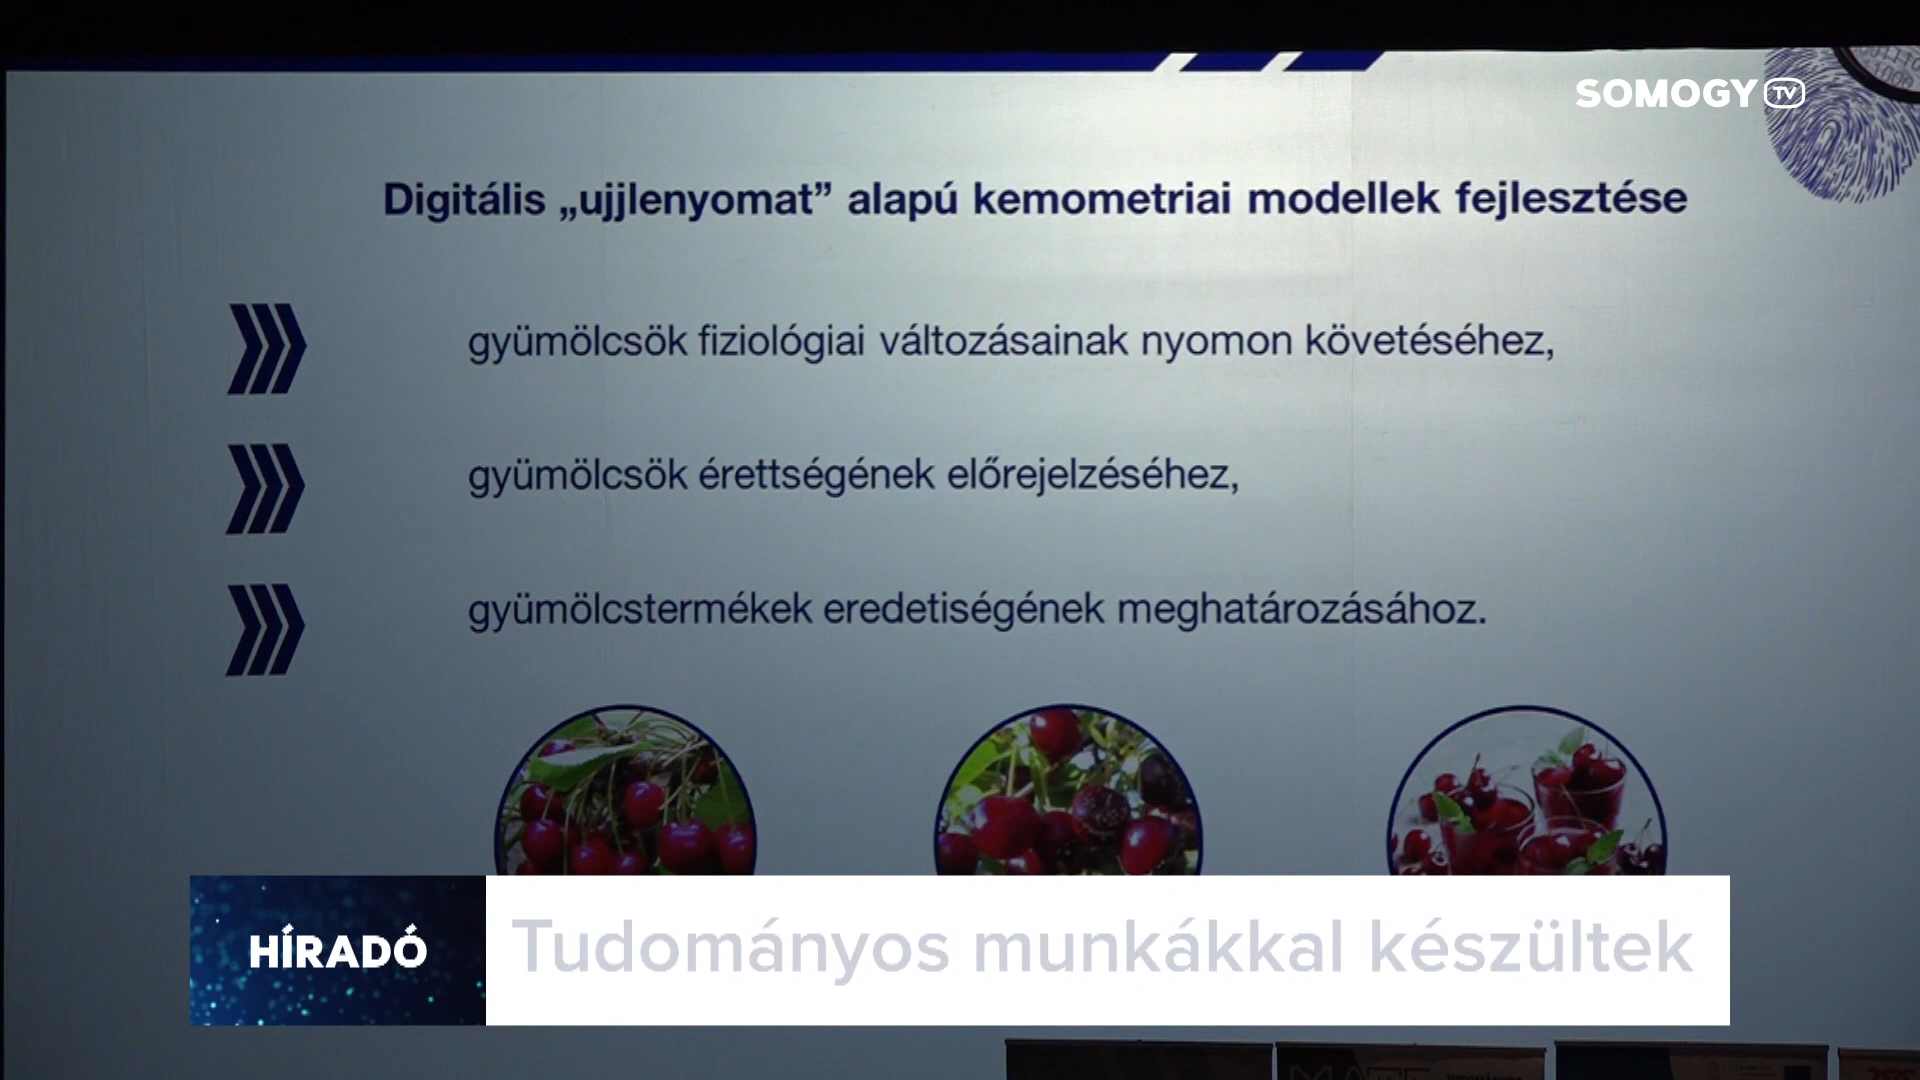 SOMOGY TV
Digitális „ujjlenyomat” alapú kemometriai modellek fejlesztése
gyümölcsök fiziológiai változásainak nyomon követéséhez,
gyümölcsök érettségének előrejelzéséhez,
gyümölcstermékek eredetiségének meghatározásához.
HÍRADÓ
Tudományos munkákkal készültek